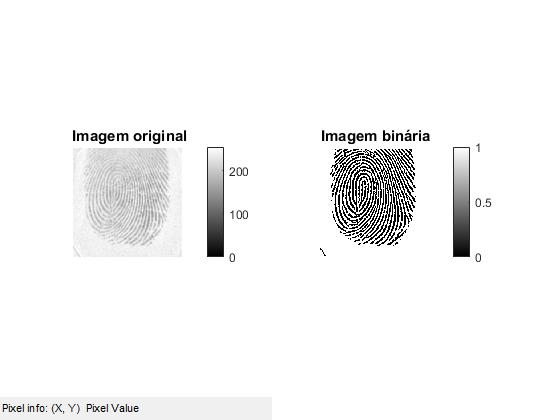 Imagem original
200
100
0
Imagem binária
1
0.5
0
Pixel info: (X, Y)  Pixel Value